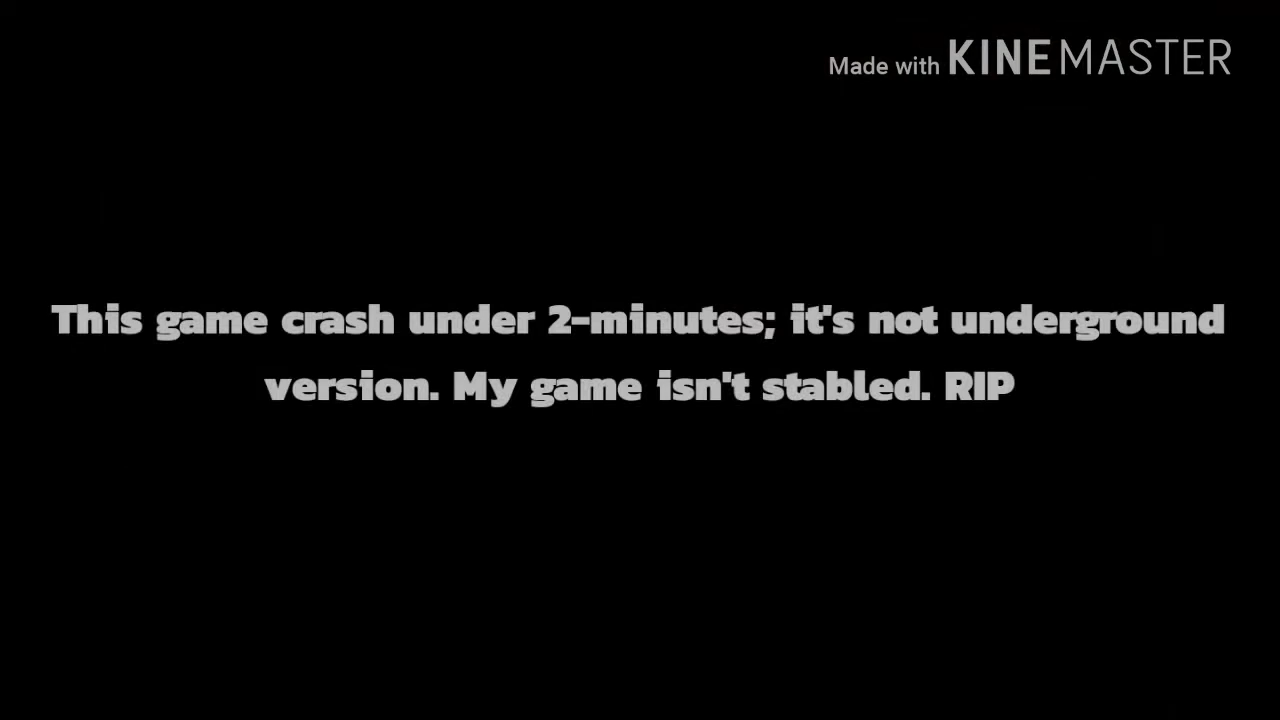 Made with KINEMASTER
This game crash under 2-minutes; it's not underground
version. My game isn't stabled. RIP